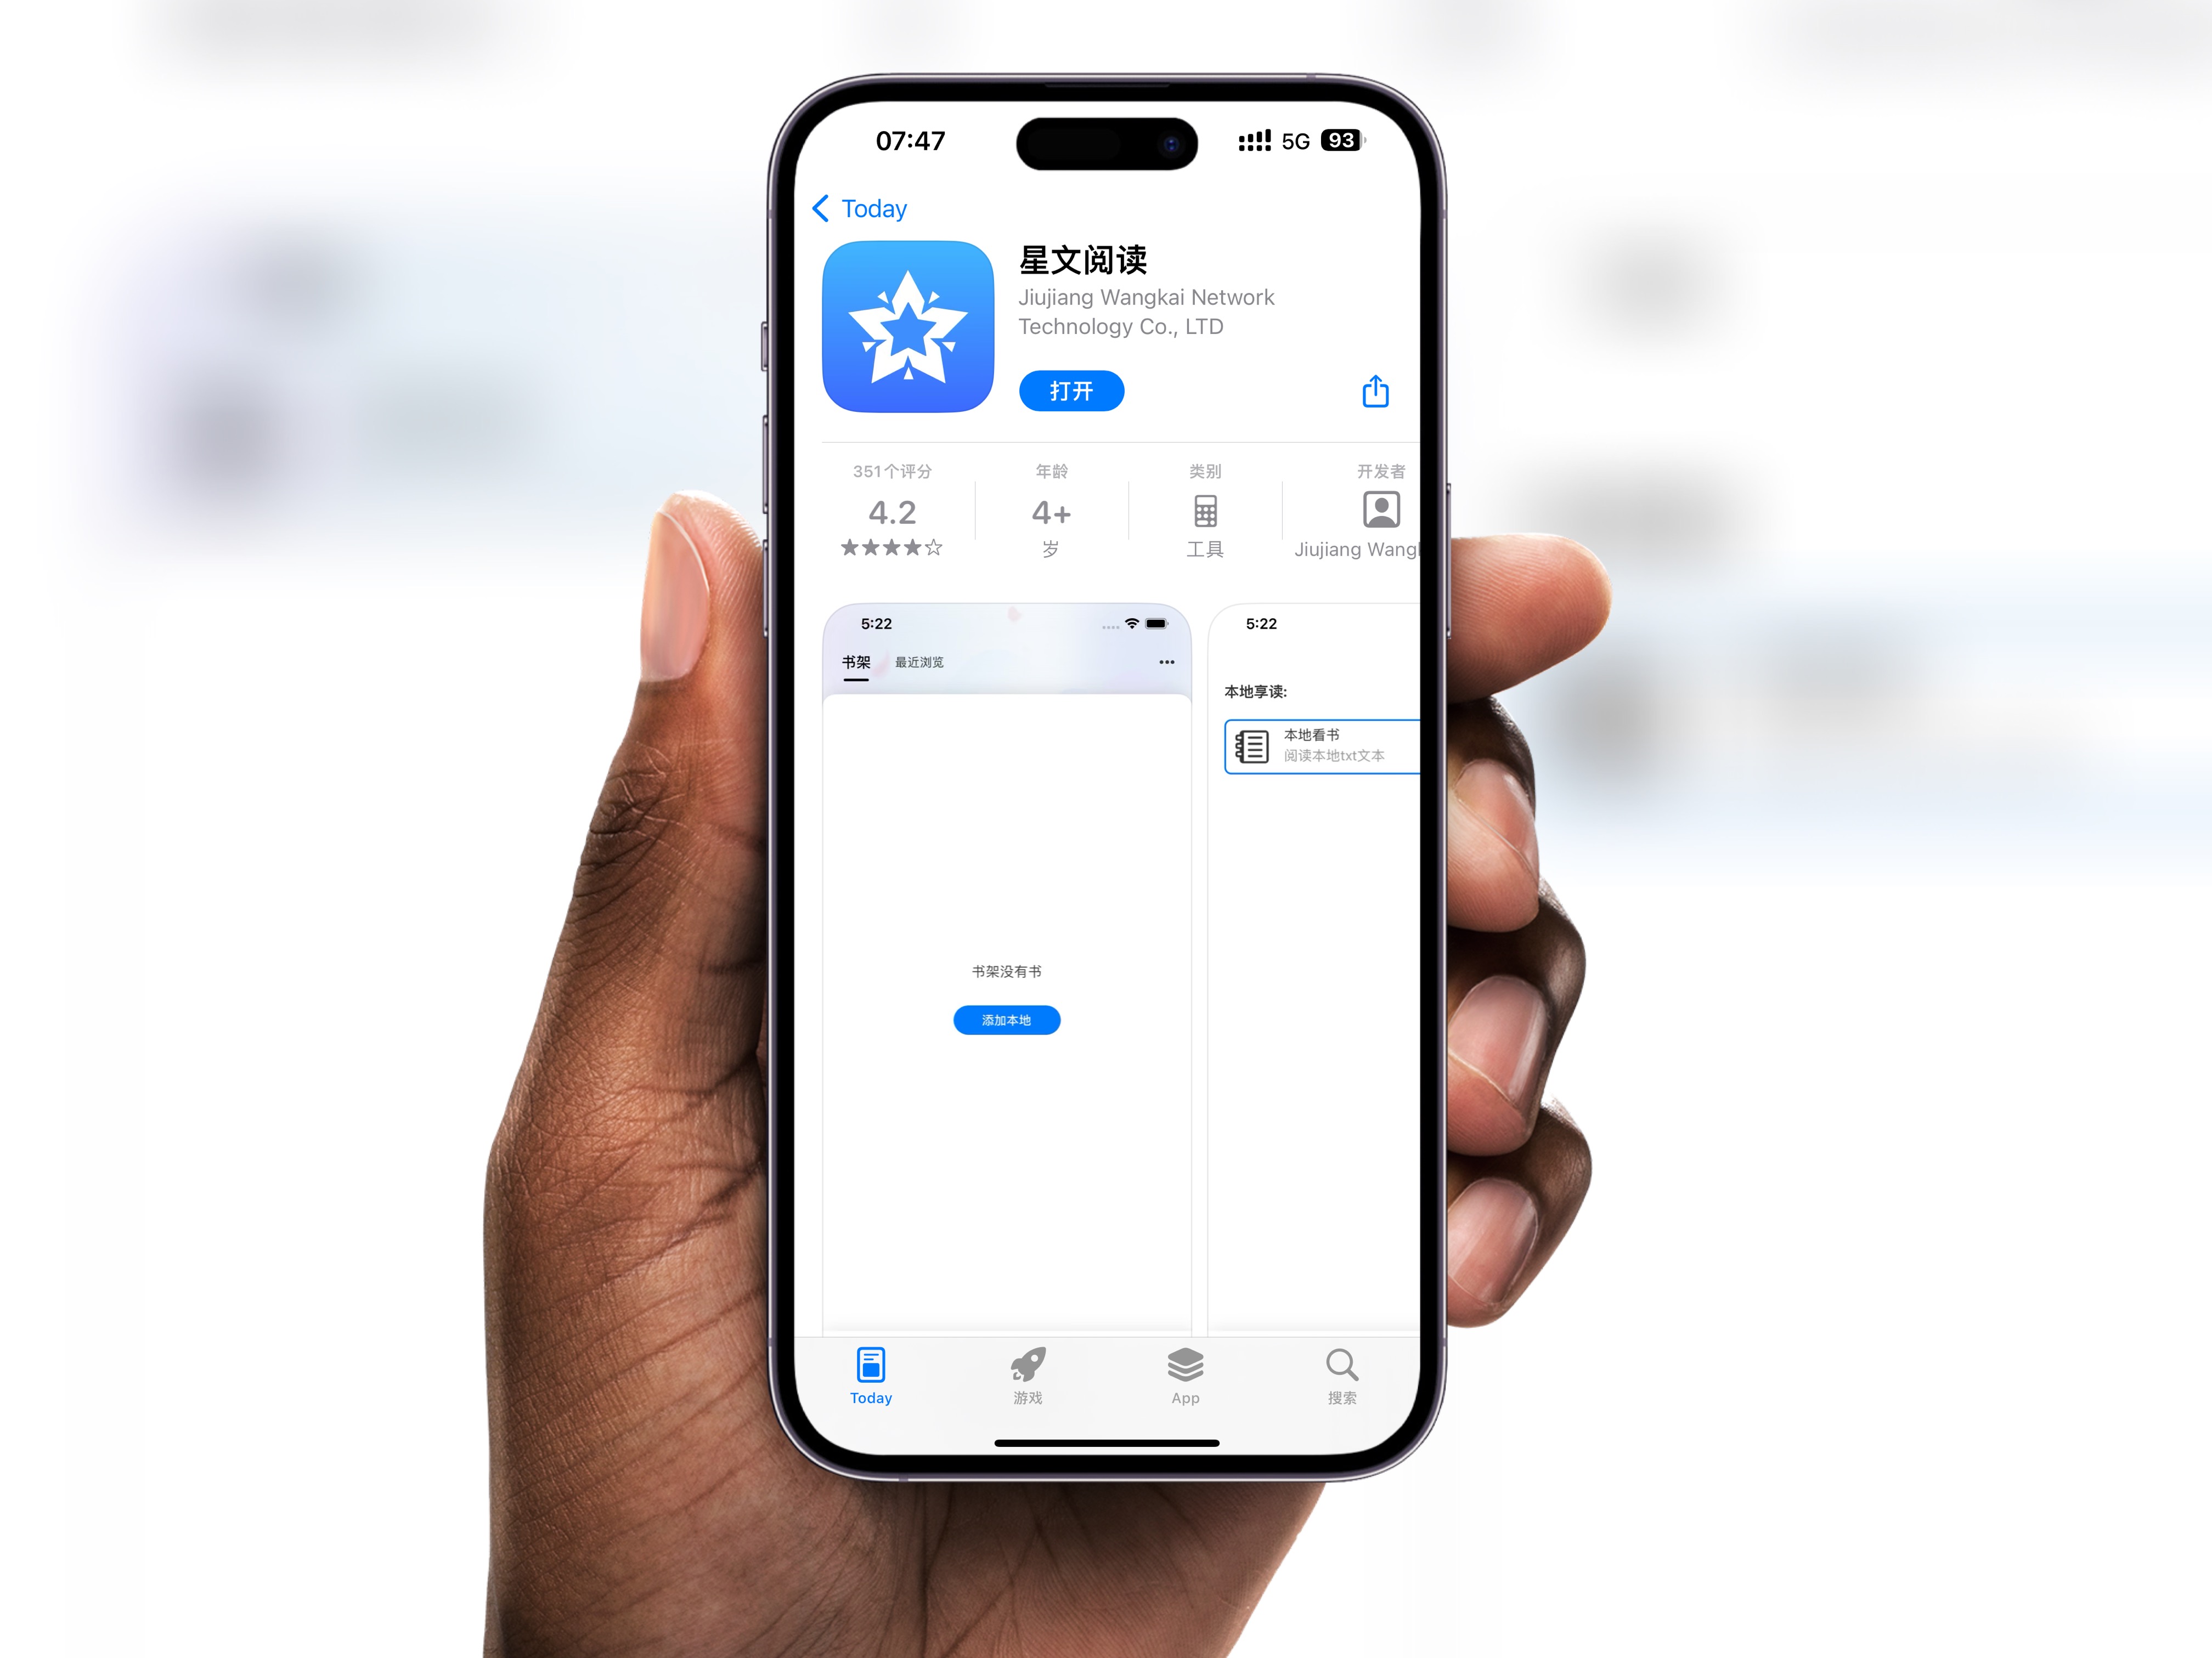 07:47
5G 93
Today
星文阅读
Jiujiang Wangkai Network
Technology Co., LTD
打开
351个评分
4.2
年龄
4+
岁
类别
工具
开发者
Jiujiang Wang
5:22
书架 最近浏览
书架没有书
添加本地
5:22
本地享读:
本地看书
阅读本地txt文本
Today
游戏
App
搜索